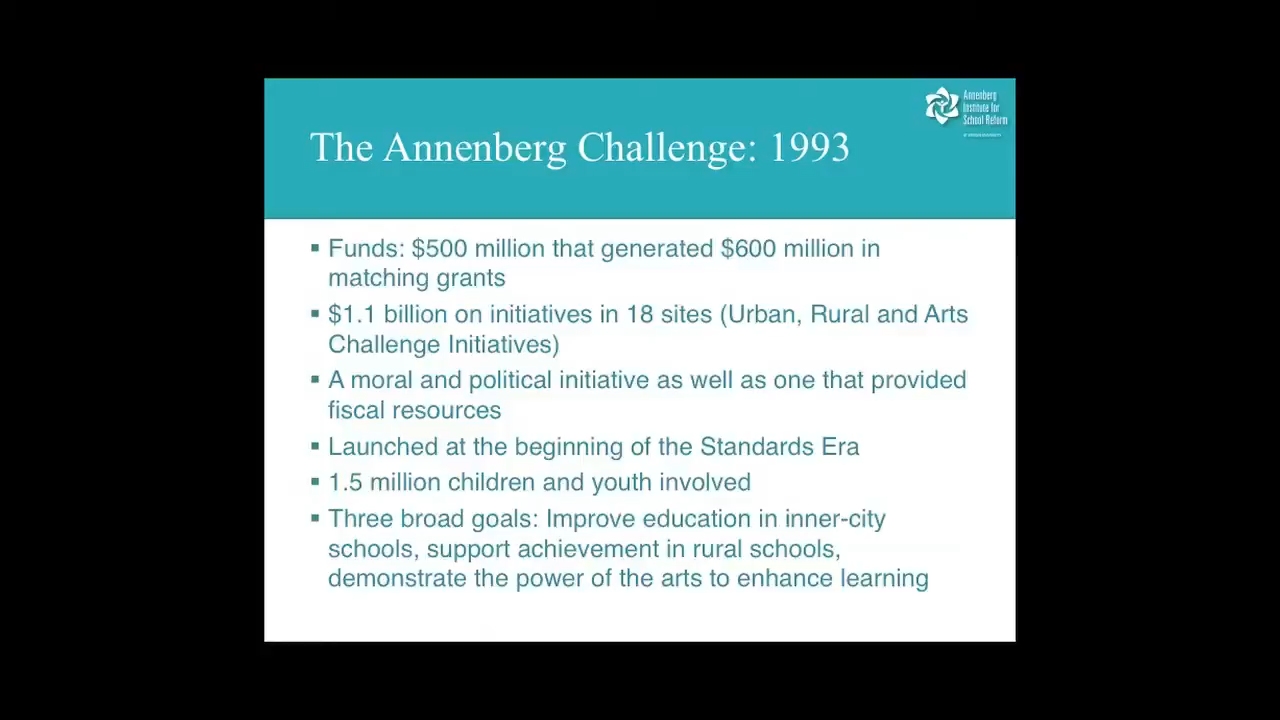 Annenberg
Institute for
School Reform
The Annenberg Challenge: 1993
▪ Funds: $500 million that generated $600 million in
matching grants
▪ $1.1 billion on initiatives in 18 sites (Urban, Rural and Arts
Challenge Initiatives)
▪ A moral and political initiative as well as one that provided
fiscal resources
▪ Launched at the beginning of the Standards Era
▪ 1.5 million children and youth involved
▪ Three broad goals: Improve education in inner-city
schools, support achievement in rural schools,
demonstrate the power of the arts to enhance learning